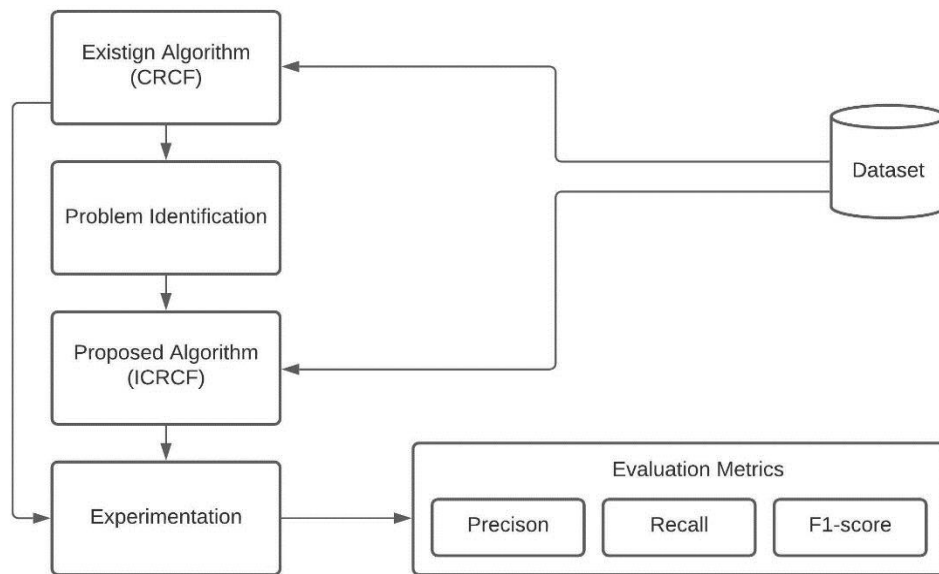 Existign Algorithm
(CRCF)
Dataset
Problem Identification
Proposed Algorithm
(ICRCF)
Evaluation Metrics
Experimentation
Precison
Recall
F1-score